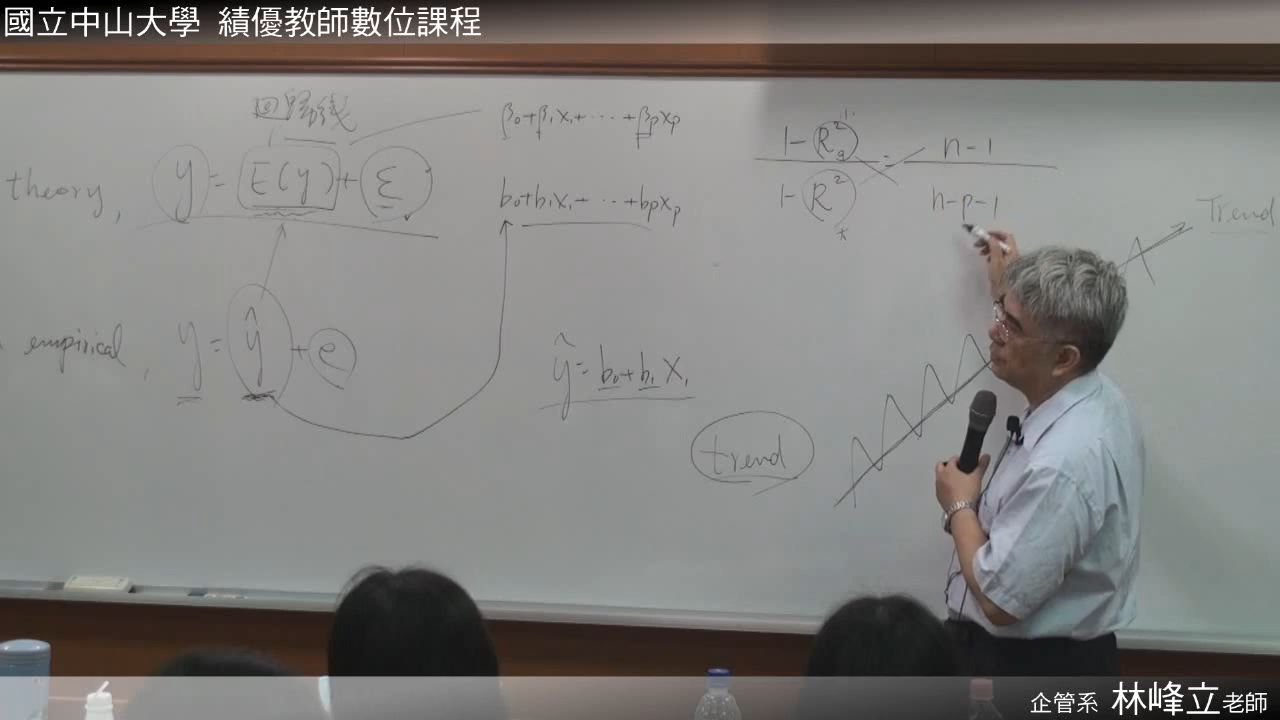 國立中山大學 績優教師數位課程
回歸線
theory, y = E(y) + ε
β₀+β₁x₁+ ⋯ +βₚxₚ
b₀+b₁x₁+ ⋯ +bₚxₚ
1-R²ₐ / 1-R² = n-1 / n-p-1
Trend
empirical, y = ŷ + e
ŷ = b₀+b₁x₁
trend
企管系 林峰立老師